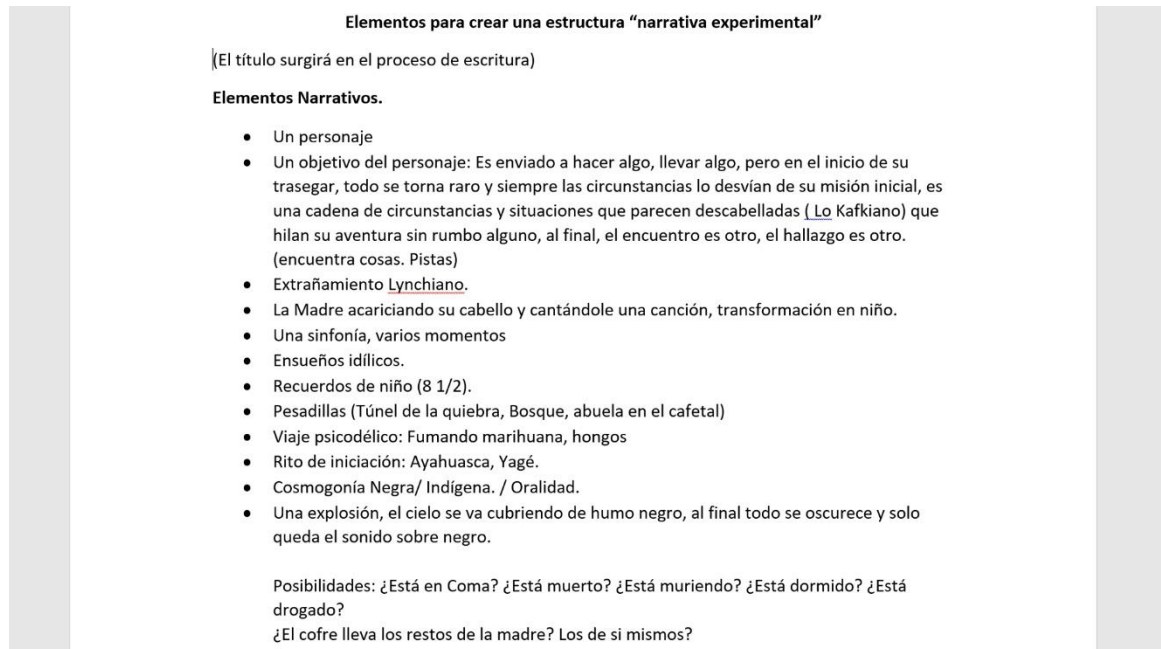 Elementos para crear una estructura “narrativa experimental”
(El título surgirá en el proceso de escritura)
Elementos Narrativos.
• Un personaje
• Un objetivo del personaje: Es enviado a hacer algo, llevar algo, pero en el inicio de su
trasegar, todo se torna raro y siempre las circunstancias lo desvían de su misión inicial, es
una cadena de circunstancias y situaciones que parecen descabelladas ( Lo Kafkiano) que
hilan su aventura sin rumbo alguno, al final, el encuentro es otro, el hallazgo es otro.
(encuentra cosas. Pistas)
• Extrañamiento Lynchiano.
• La Madre acariciando su cabello y cantándole una canción, transformación en niño.
• Una sinfonía, varios momentos
• Ensueños idílicos.
• Recuerdos de niño (8 1/2).
• Pesadillas (Túnel de la quiebra, Bosque, abuela en el cafetal)
• Viaje psicodélico: Fumando marihuana, hongos
• Rito de iniciación: Ayahuasca, Yagé.
• Cosmogonía Negra/ Indígena. / Oralidad.
• Una explosión, el cielo se va cubriendo de humo negro, al final todo se oscurece y solo
queda el sonido sobre negro.
Posibilidades: ¿Está en Coma? ¿Está muerto? ¿Está muriendo? ¿Está dormido? ¿Está
drogado?
¿El cofre lleva los restos de la madre? Los de si mismos?